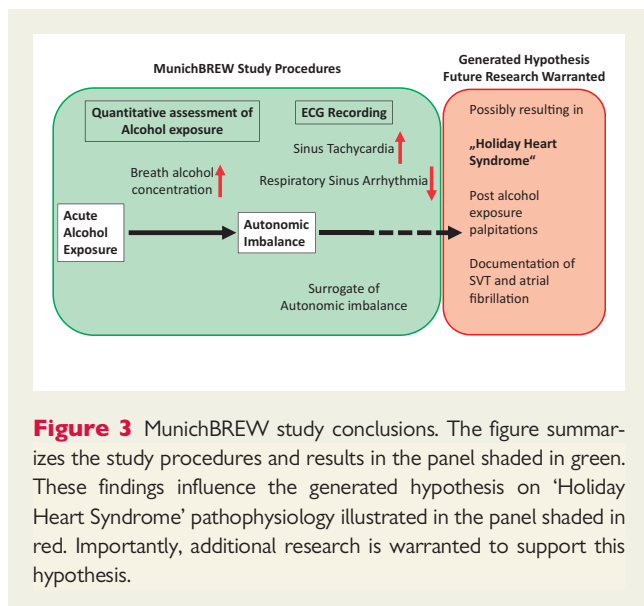 MunichBREW Study Procedures
Generated Hypothesis
Future Research Warranted
Quantitative assessment of
Alcohol exposure
ECG Recording
Sinus Tachycardia
Breath alcohol
concentration
Respiratory Sinus Arrhythmia
Acute
Alcohol
Exposure
Autonomic
Imbalance
Surrogate of
Autonomic imbalance
Possibly resulting in
„Holiday Heart
Syndrome“
Post alcohol
exposure
palpitations
Documentation of
SVT and atrial
fibrillation
Figure 3 MunichBREW study conclusions. The figure summar-
izes the study procedures and results in the panel shaded in green.
These findings influence the generated hypothesis on ‘Holiday
Heart Syndrome’ pathophysiology illustrated in the panel shaded in
red. Importantly, additional research is warranted to support this
hypothesis.